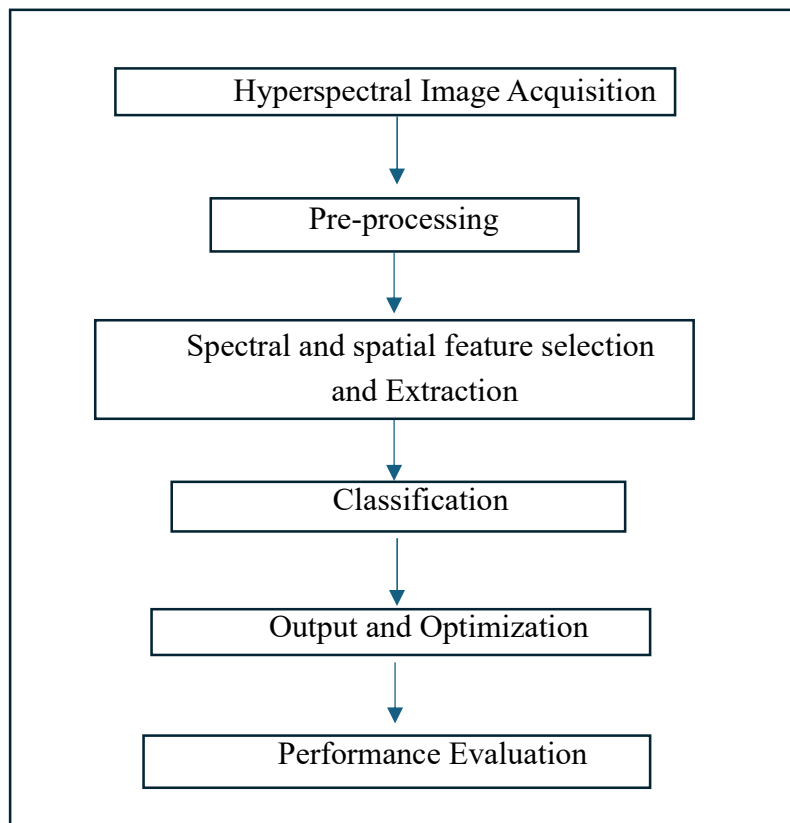 Hyperspectral Image Acquisition
Pre-processing
Spectral and spatial feature selection
and Extraction
Classification
Output and Optimization
Performance Evaluation